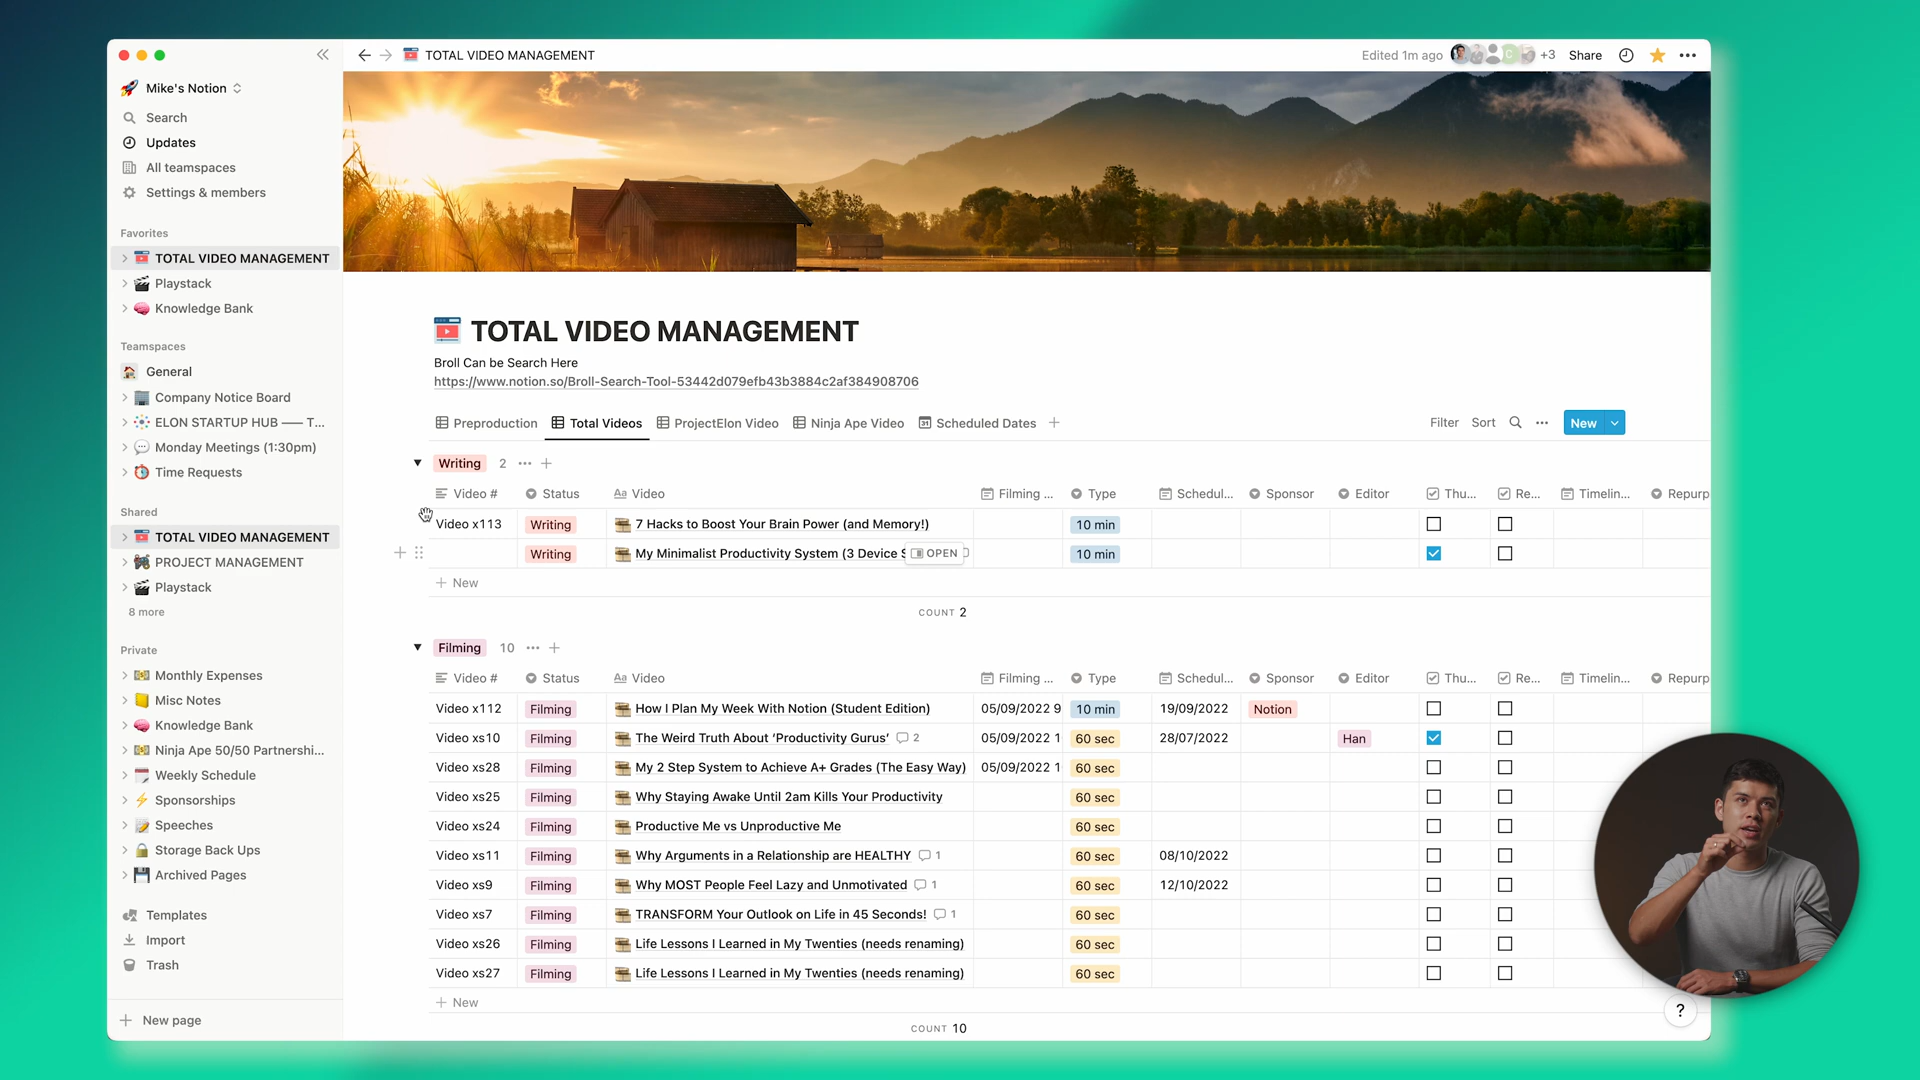 TOTAL VIDEO MANAGEMENT
Edited 1m ago
C
+3
Share
Mike's Notion
Search
Updates
All teamspaces
Settings & members
Favorites
TOTAL VIDEO MANAGEMENT
Playstack
Knowledge Bank
Teamspaces
General
Company Notice Board
ELON STARTUP HUB —— T...
Monday Meetings (1:30pm)
Time Requests
Shared
TOTAL VIDEO MANAGEMENT
PROJECT MANAGEMENT
Playstack
8 more
Private
Monthly Expenses
Misc Notes
Knowledge Bank
Ninja Ape 50/50 Partnershi...
Weekly Schedule
Sponsorships
Speeches
Storage Back Ups
Archived Pages
Templates
Import
Trash
New page
TOTAL VIDEO MANAGEMENT
Broll Can be Search Here
https://www.notion.so/Broll-Search-Tool-53442d079efb43b3884c2af384908706
Preproduction Total Videos ProjectElon Video Ninja Ape Video Scheduled Dates
Filter Sort New
Writing 2
Video # Status Aa Video Filming ... Type Schedul... Sponsor Editor Thu... Re... Timelin... Repurp
Video x113 Writing 7 Hacks to Boost Your Brain Power (and Memory!) 10 min
Writing My Minimalist Productivity System (3 Device S OPEN 10 min
New
COUNT 2
Filming 10
Video # Status Aa Video Filming ... Type Schedul... Sponsor Editor Thu... Re... Timelin... Repurp
Video x112 Filming How I Plan My Week With Notion (Student Edition) 05/09/2022 9 10 min 19/09/2022 Notion
Video xs10 Filming The Weird Truth About ‘Productivity Gurus’ 2 05/09/2022 1 60 sec 28/07/2022 Han
Video xs28 Filming My 2 Step System to Achieve A+ Grades (The Easy Way) 05/09/2022 1 60 sec
Video xs25 Filming Why Staying Awake Until 2am Kills Your Productivity 60 sec
Video xs24 Filming Productive Me vs Unproductive Me 60 sec
Video xs11 Filming Why Arguments in a Relationship are HEALTHY 1 60 sec 08/10/2022
Video xs9 Filming Why MOST People Feel Lazy and Unmotivated 1 60 sec 12/10/2022
Video xs7 Filming TRANSFORM Your Outlook on Life in 45 Seconds! 1 60 sec
Video xs26 Filming Life Lessons I Learned in My Twenties (needs renaming) 60 sec
Video xs27 Filming Life Lessons I Learned in My Twenties (needs renaming) 60 sec
New
COUNT 10
?